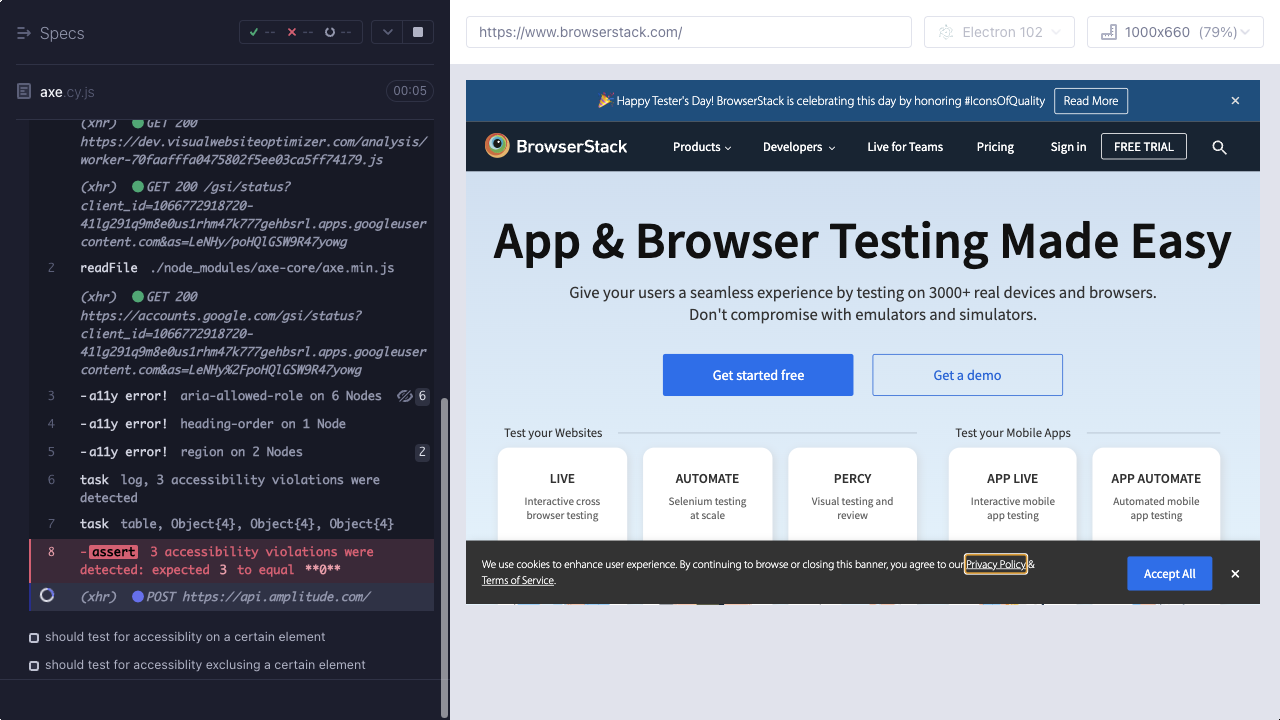 Specs
-- -- --
axe.cy.js
00:05
(xhr) GET 200
https://dev.visualwebsiteoptimizer.com/analysis/
worker-70faafffa0475802f5ee03ca5ff74179.js
(xhr) GET 200 /gsi/status?
client_id=1066772918720-
41lg291q9m8e0us1rhm47k777gehbsrl.apps.googleuser
content.com&as=LeNHy/poHQlGSW9R47yowg
2 readFile ./node_modules/axe-core/axe.min.js
(xhr) GET 200
https://accounts.google.com/gsi/status?
client_id=1066772918720-
41lg291q9m8e0us1rhm47k777gehbsrl.apps.googleuser
content.com&as=LeNHy%2FpoHQlGSW9R47yowg
3 -a11y error! aria-allowed-role on 6 Nodes 6
4 -a11y error! heading-order on 1 Node
5 -a11y error! region on 2 Nodes 2
6 task log, 3 accessibility violations were
detected
7 task table, Object{4}, Object{4}, Object{4}
8 -assert 3 accessibility violations were
detected: expected 3 to equal **0**
(xhr) POST https://api.amplitude.com/
should test for accessiblity on a certain element
should test for accessiblity exclusing a certain element
https://www.browserstack.com/
Electron 102
1000x660 (79%)
Happy Tester's Day! BrowserStack is celebrating this day by honoring #IconsOfQuality
Read More
×
BrowserStack
Products
Developers
Live for Teams
Pricing
Sign in
FREE TRIAL
App & Browser Testing Made Easy
Give your users a seamless experience by testing on 3000+ real devices and browsers.
Don't compromise with emulators and simulators.
Get started free
Get a demo
Test your Websites
Test your Mobile Apps
LIVE
Interactive cross
browser testing
AUTOMATE
Selenium testing
at scale
PERCY
Visual testing and
review
APP LIVE
Interactive mobile
app testing
APP AUTOMATE
Automated mobile
app testing
We use cookies to enhance user experience. By continuing to browse or closing this banner, you agree to our Privacy Policy &
Terms of Service.
Accept All
×